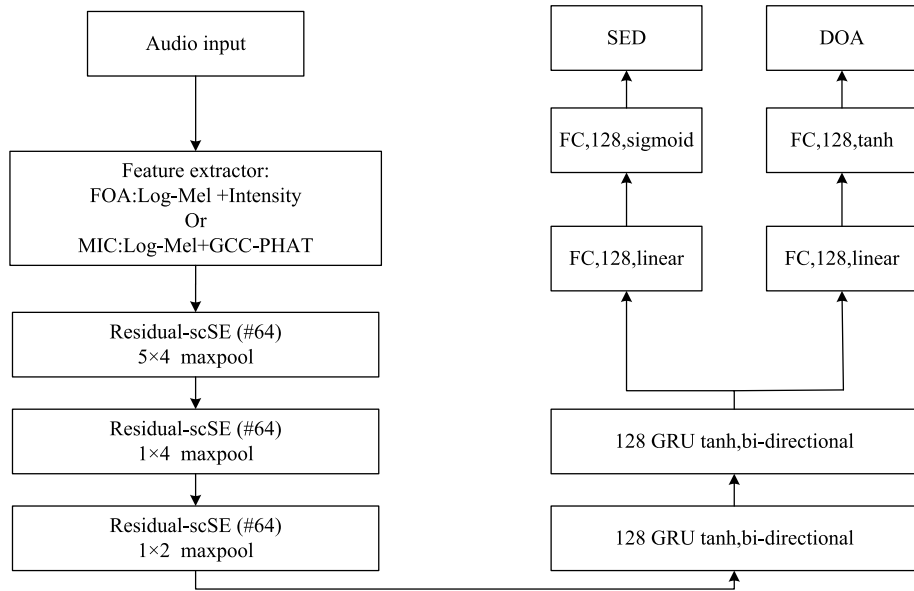 Audio input
Feature extractor:
FOA:Log-Mel +Intensity
Or
MIC:Log-Mel+GCC-PHAT
Residual-scSE (#64)
5×4 maxpool
Residual-scSE (#64)
1×4 maxpool
Residual-scSE (#64)
1×2 maxpool
SED
DOA
FC,128,sigmoid
FC,128,tanh
FC,128,linear
FC,128,linear
128 GRU tanh,bi-directional
128 GRU tanh,bi-directional